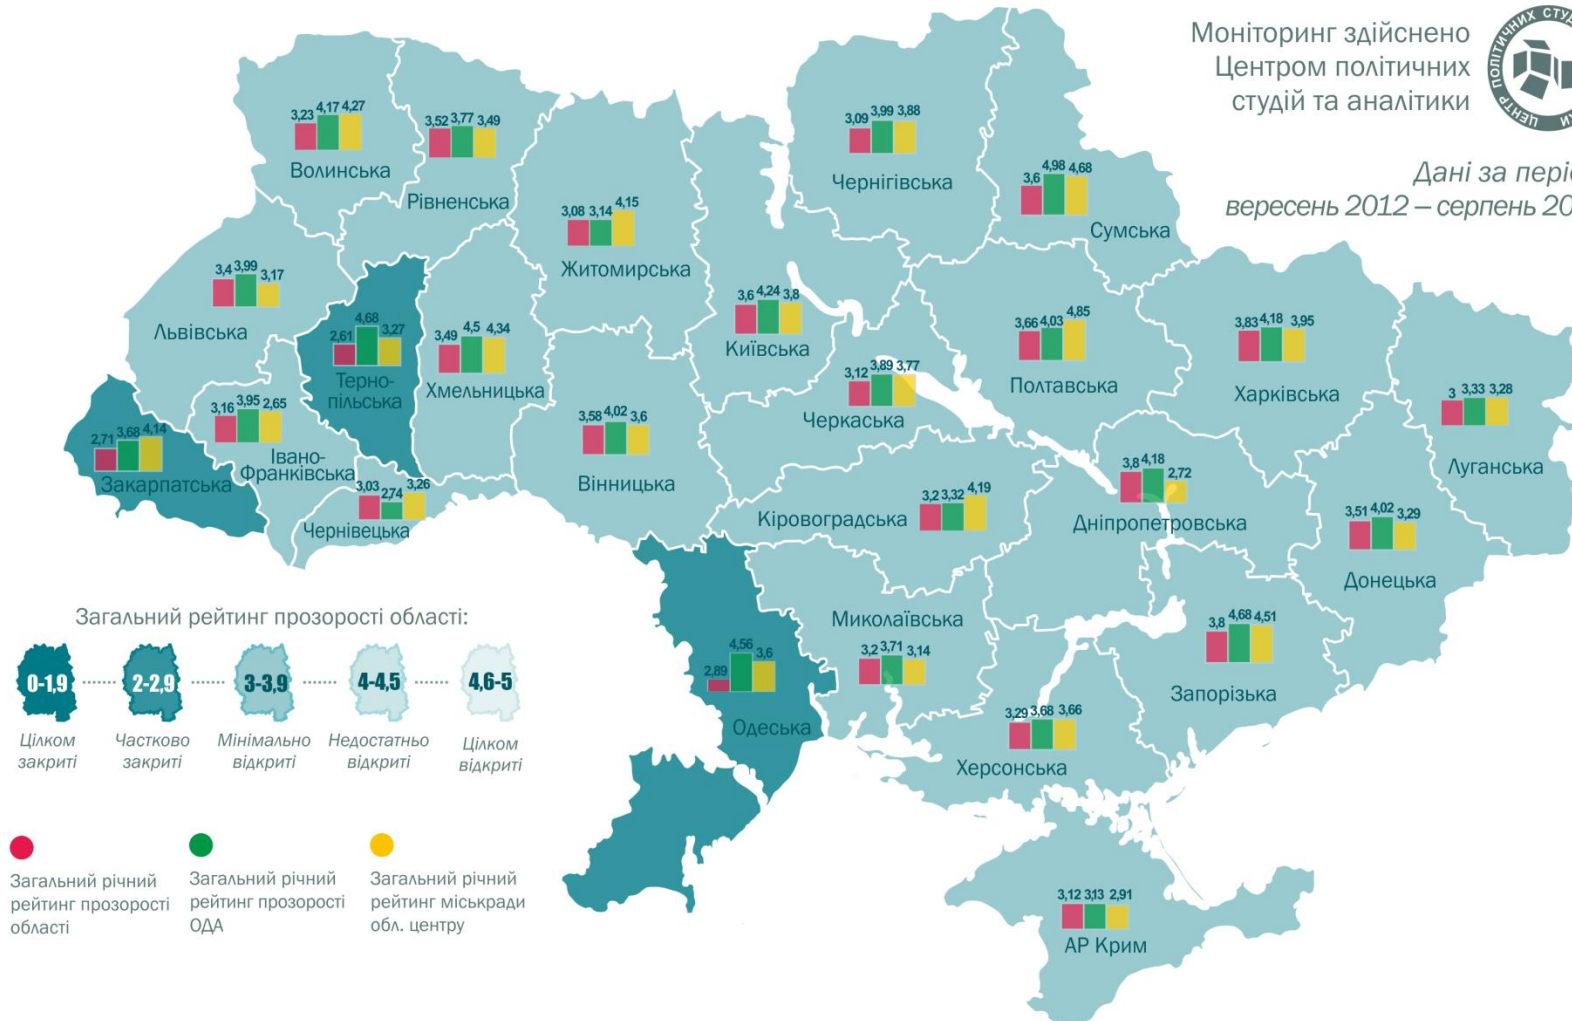 Моніторинг здійснено
Центром політичних
студій та аналітики
Дані за
вересень 2012 – серпень
3,23 4,17 4,27
Волинська
3,52 3,77 3,49
Рівненська
3,08 3,14 4,15
Житомирська
3,09 3,99 3,88
Чернігівська
3,6 4,98 4,68
Сумська
3,4 3,99 3,17
Львівська
2,61 4,68 3,27
Терно-
пільська
3,49 4,5 4,34
Хмельницька
3,6 4,24 3,8
Київська
3,12 3,89 3,77
Черкаська
3,66 4,03 4,85
Полтавська
3,83 4,18 3,95
Харківська
3 3,33 3,28
Луганська
2,71 3,68 4,14
Закарпатська
3,16 3,95 2,65
Івано-
Франківська
3,03 2,74 3,26
Чернівецька
3,58 4,02 3,6
Вінницька
3,2 3,32 4,19
Кіровоградська
3,8 4,18 2,72
Дніпропетровська
3,51 4,02 3,29
Донецька
2,89 4,56 3,6
Одеська
Миколаївська
3,2 3,71 3,14
3,29 3,68 3,66
Херсонська
3,8 4,68 4,51
Запорізька
3,12 3,13 2,91
АР Крим
Загальний рейтинг прозорості області:
0-1,9 2-2,9 3-3,9 4-4,5 4,6-5
Цілком закриті
Частково закриті
Мінімально відкриті
Недостатньо відкриті
Цілком відкриті
Загальний річний
рейтинг прозорості
області
Загальний річний
рейтинг прозорості
ОДА
Загальний річний
рейтинг міськради
обл. центру